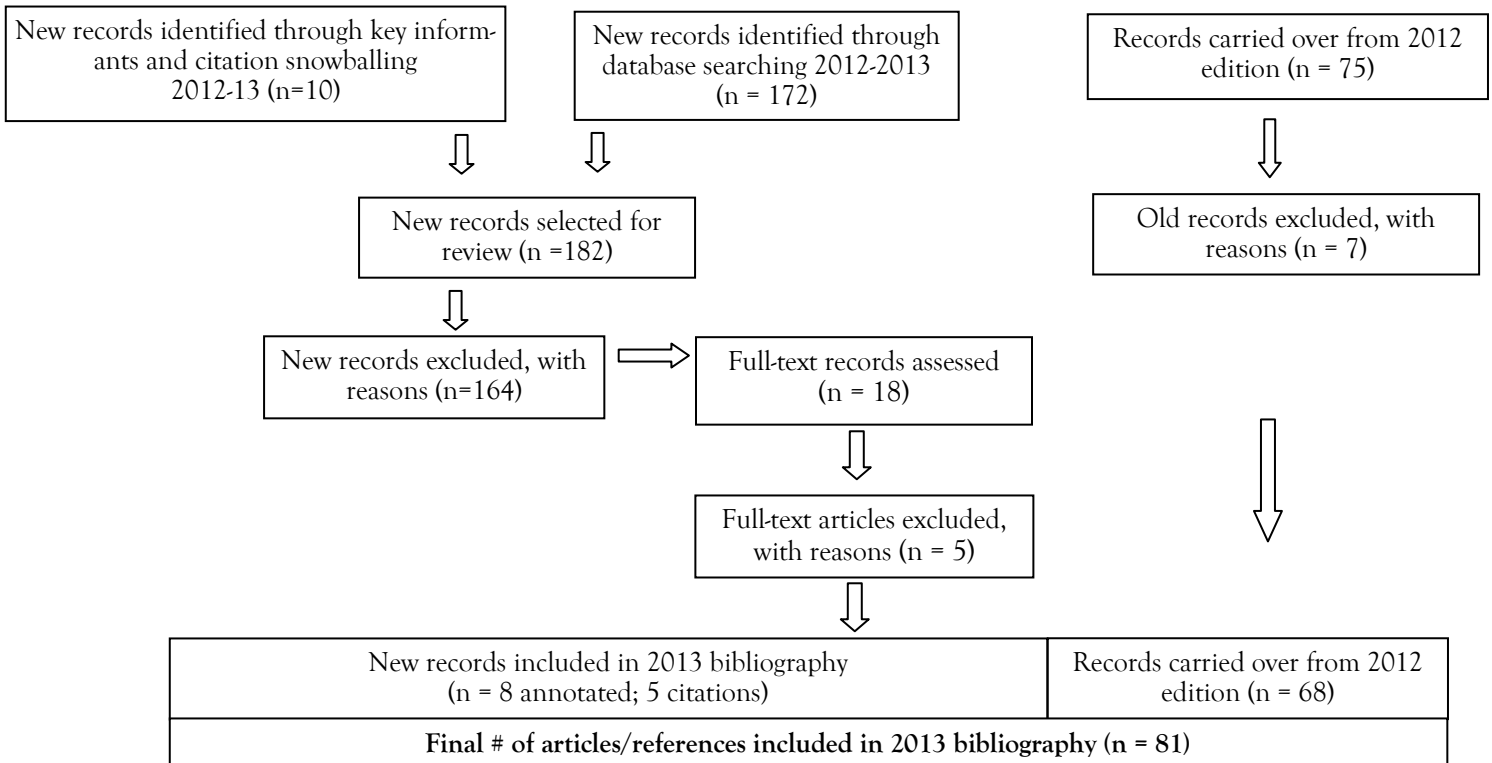 New records identified through key inform-
ants and citation snowballing
2012-13 (n=10)
New records identified through
database searching 2012-2013
(n = 172)
Records carried over from 2012
edition (n = 75)
New records selected for
review (n =182)
Old records excluded, with
reasons (n = 7)
New records excluded, with
reasons (n=164)
Full-text records assessed
(n = 18)
Full-text articles excluded,
with reasons (n = 5)
New records included in 2013 bibliography
(n = 8 annotated; 5 citations)
Records carried over from 2012
edition (n = 68)
Final # of articles/references included in 2013 bibliography (n = 81)